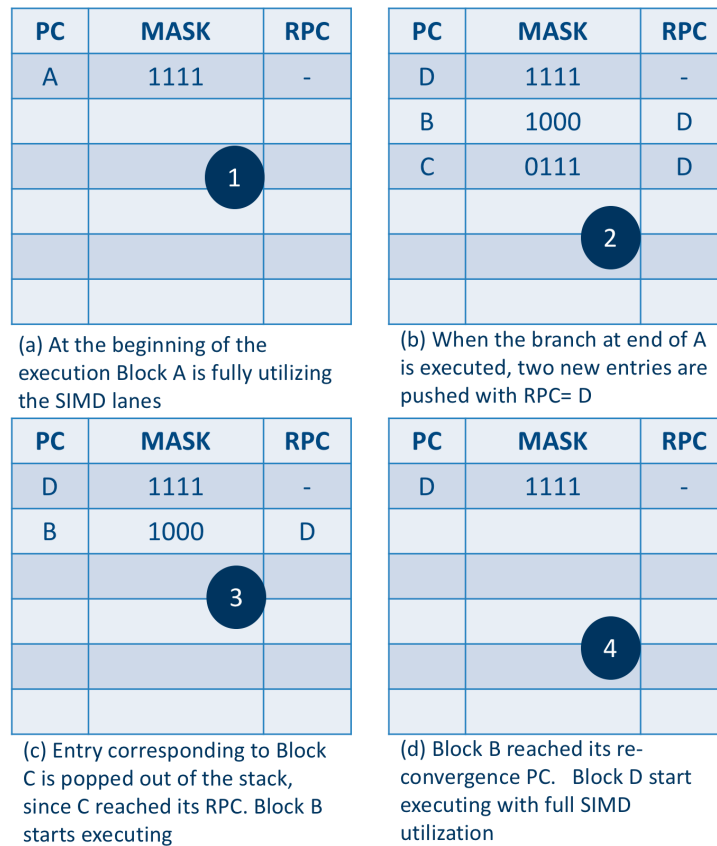 PC MASK RPC
A 1111 -
1
(a) At the beginning of the
execution Block A is fully utilizing
the SIMD lanes
PC MASK RPC
D 1111 -
B 1000 D
C 0111 D
2
(b) When the branch at end of A
is executed, two new entries are
pushed with RPC= D
PC MASK RPC
D 1111 -
B 1000 D
3
(c) Entry corresponding to Block
C is popped out of the stack,
since C reached its RPC. Block B
starts executing
PC MASK RPC
D 1111 -
4
(d) Block B reached its re-
convergence PC. Block D start
executing with full SIMD
utilization